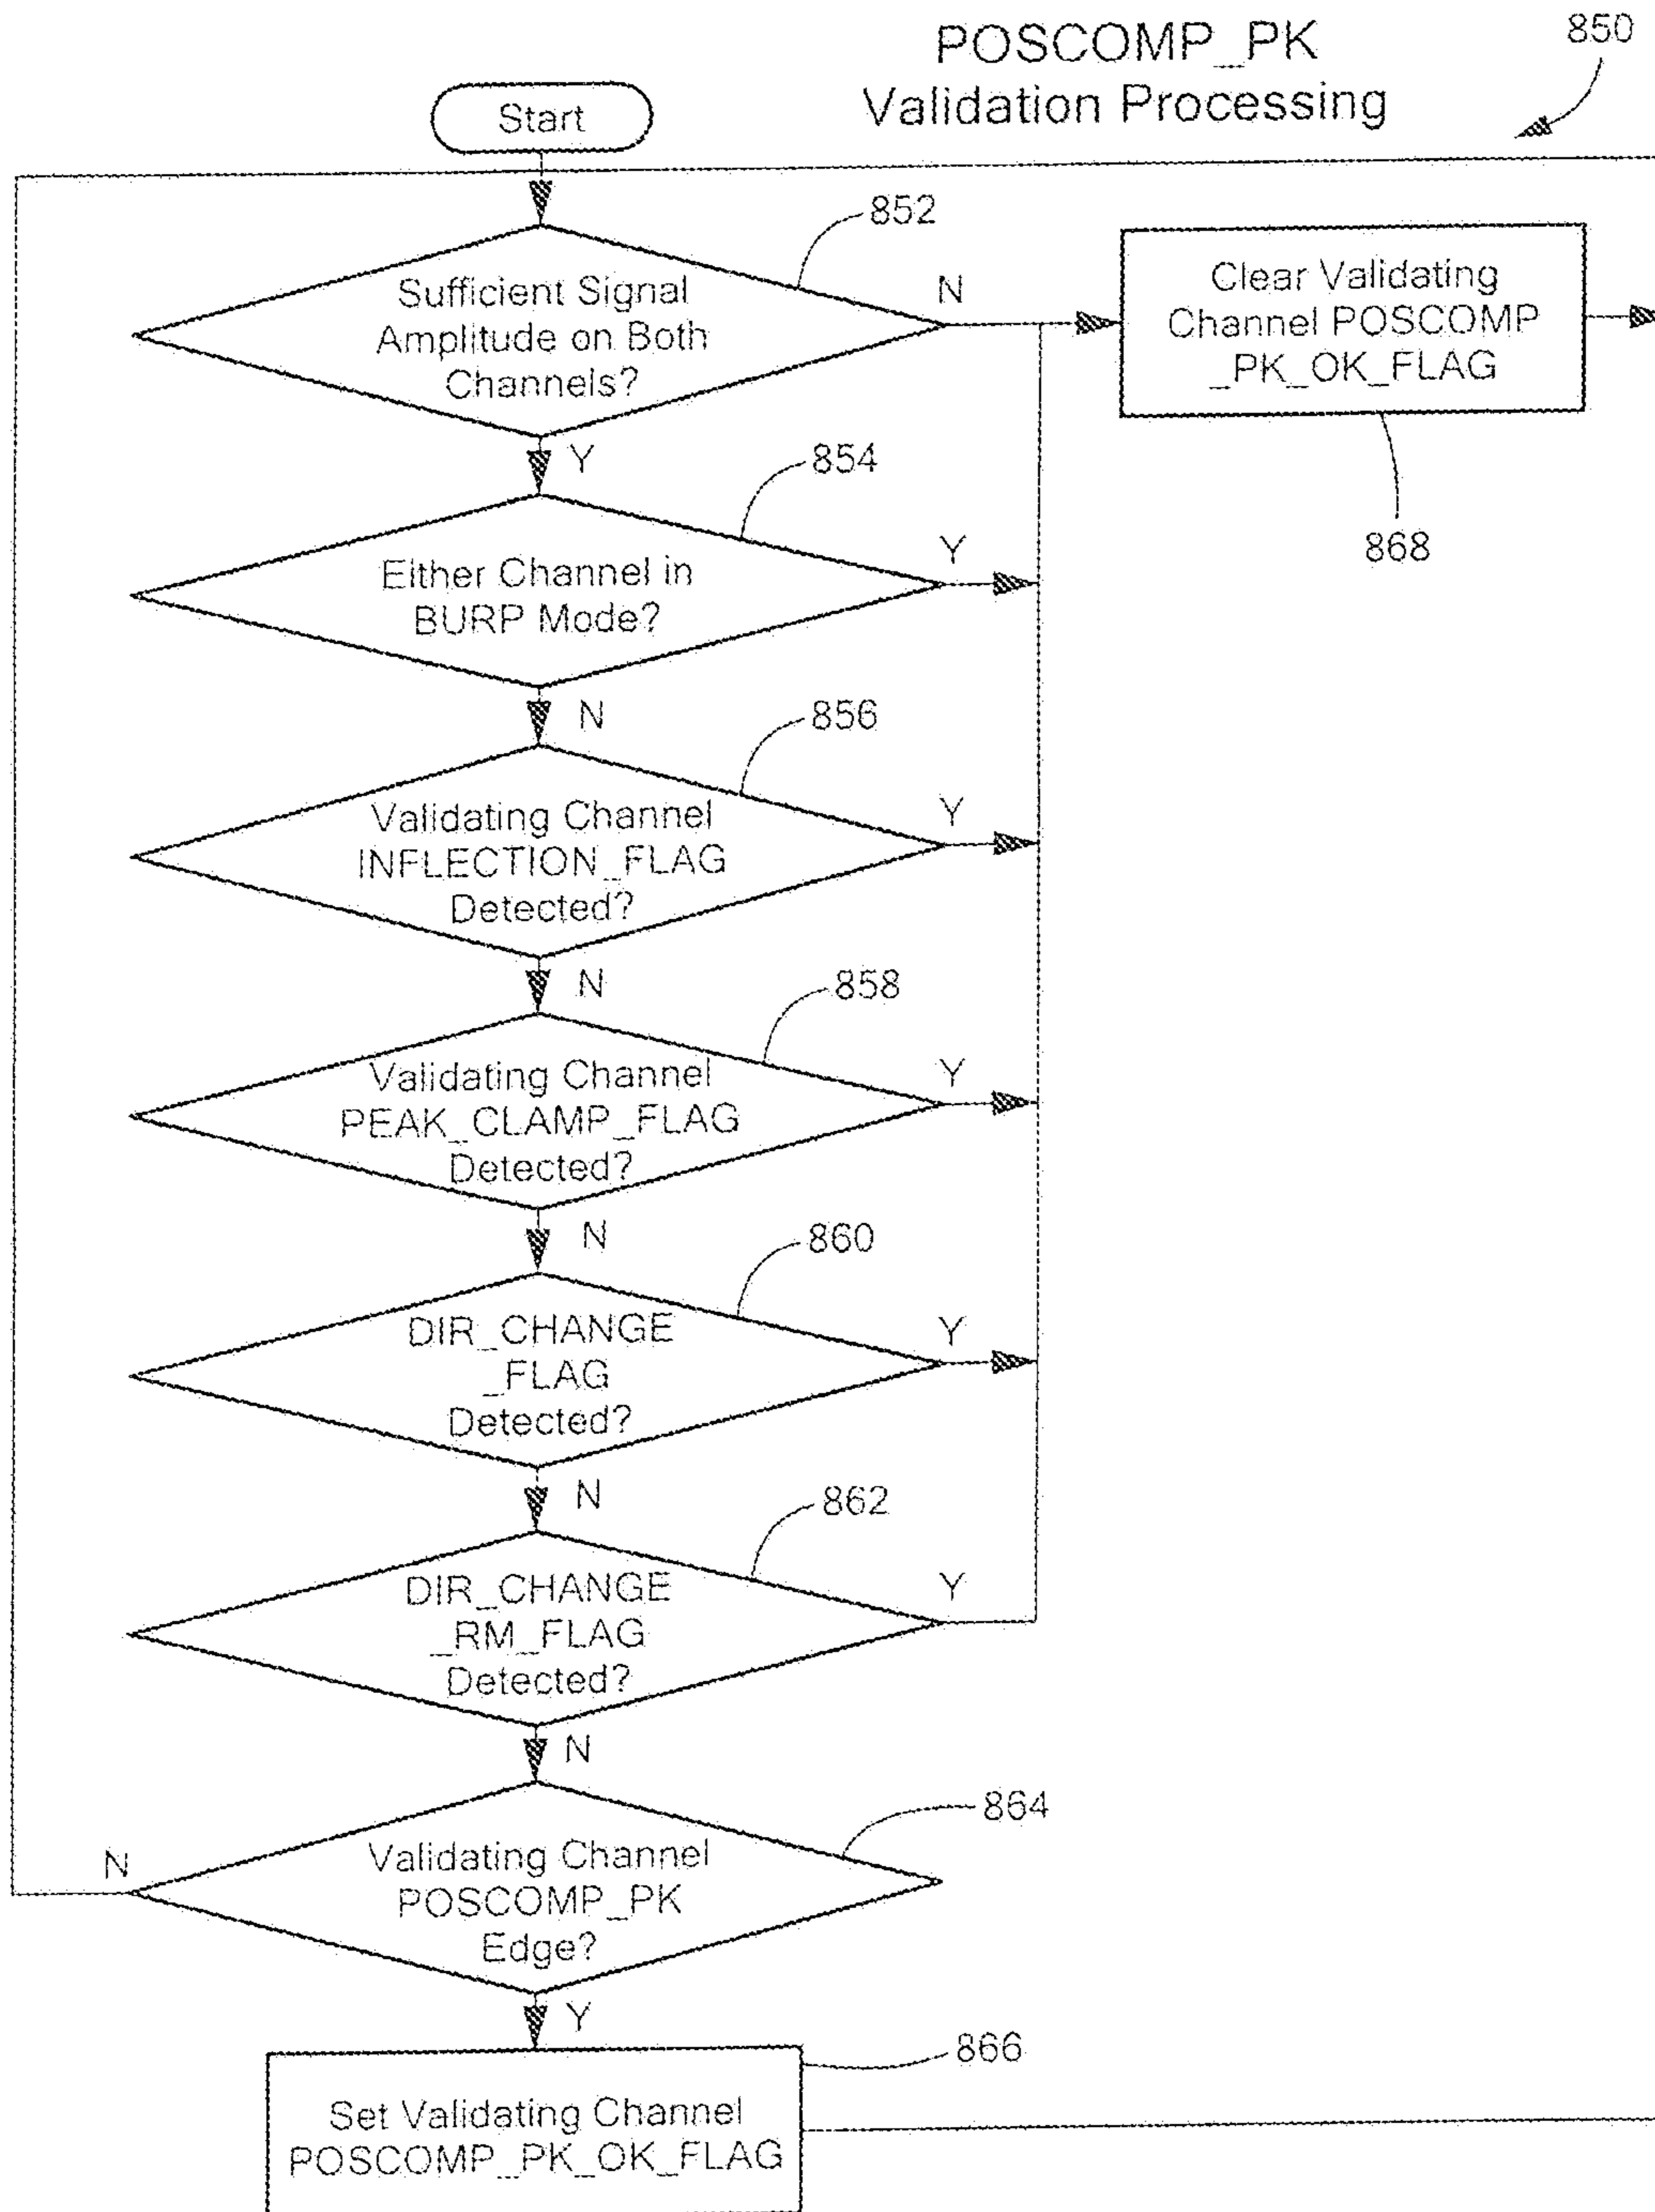 POSCOMP_PK
Validation Processing
850
Start
852
Sufficient Signal
Amplitude on Both
Channels?
N
Clear Validating
Channel POSCOMP
_PK_OK_FLAG
868
Y
854
Either Channel in
BURP Mode?
Y
N
856
Validating Channel
INFLECTION_FLAG
Detected?
Y
N
858
Validating Channel
PEAK_CLAMP_FLAG
Detected?
Y
N
860
DIR_CHANGE
_FLAG
Detected?
Y
N
862
DIR_CHANGE
_RM_FLAG
Detected?
Y
N
864
Validating Channel
POSCOMP_PK
Edge?
N
Y
866
Set Validating Channel
POSCOMP_PK_OK_FLAG